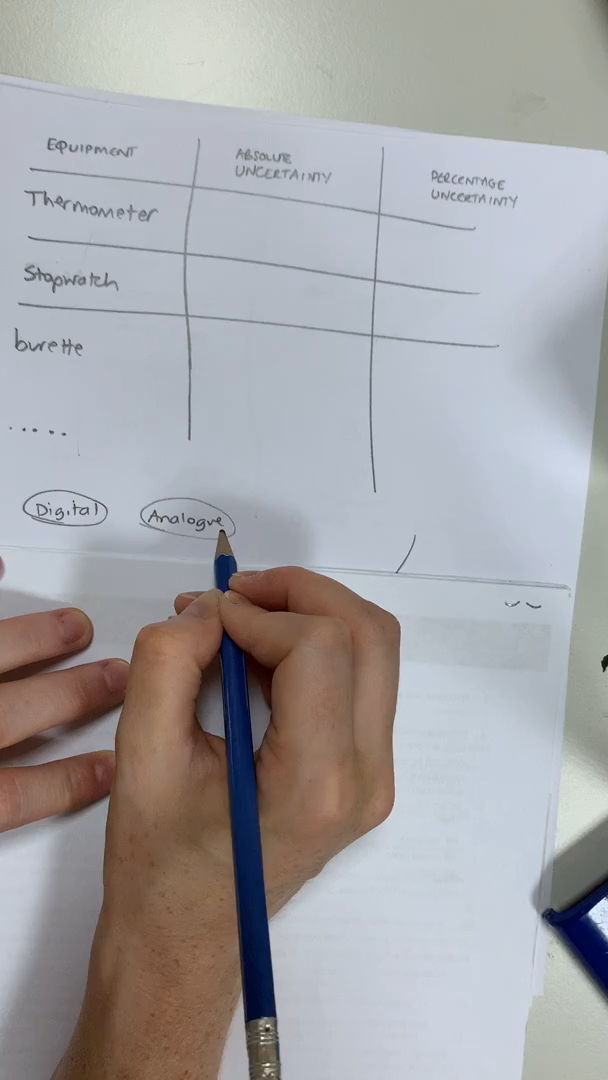 EQUIPMENT
ABSOLUTE
UNCERTAINTY
PERCENTAGE
UNCERTAINTY
Thermometer
Stopwatch
burette
.....
Digital
Analogue